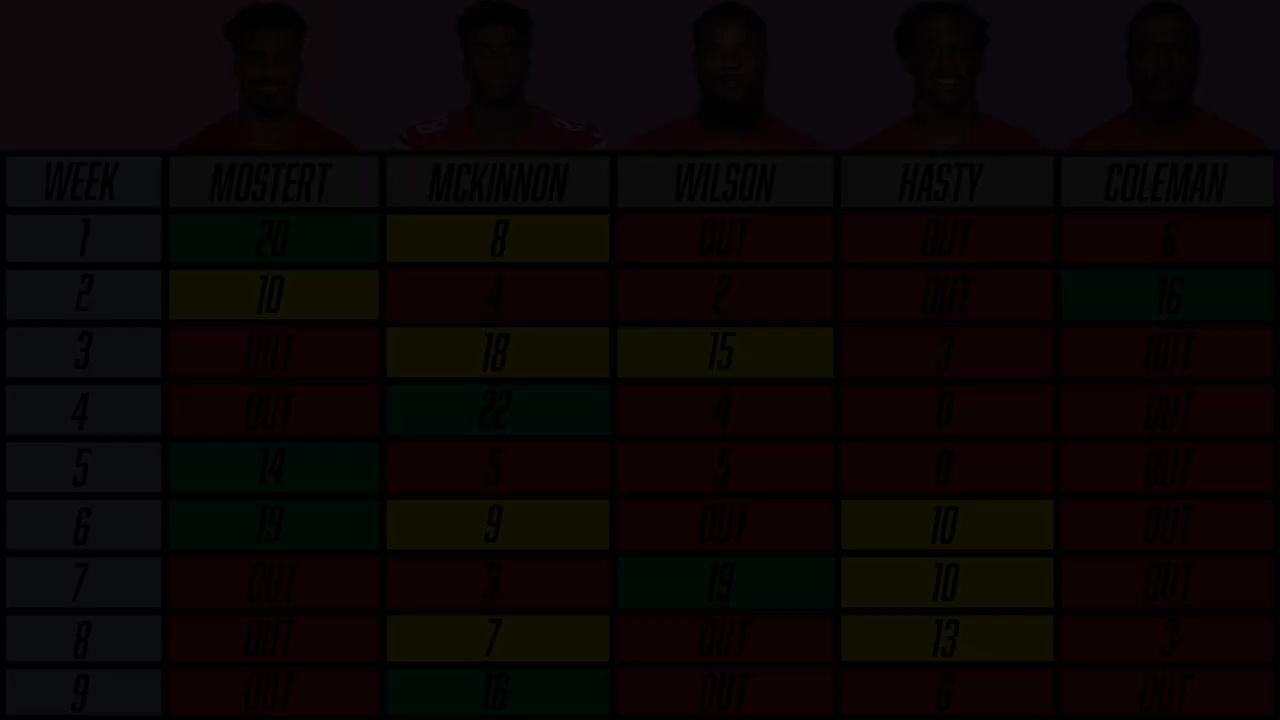 WEEK MOSTERT MCKINNON WILSON HASTY COLEMAN
1 20 8 OUT OUT 6
2 10 4 2 OUT 16
3 OUT 18 15 3 OUT
4 OUT 22 4 0 OUT
5 14 5 5 0 OUT
6 19 9 OUT 10 OUT
7 OUT 3 19 10 OUT
8 OUT 7 OUT 13 3
9 OUT 16 OUT 6 OUT